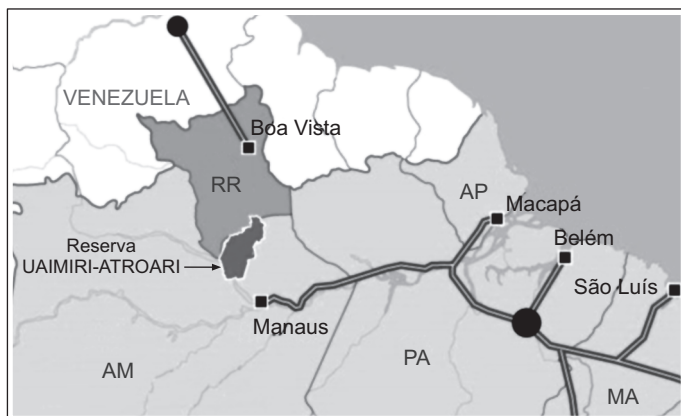 VENEZUELA
Boa Vista
RR
AP
Macapá
Reserva
UAIMIRI-ATROARI
Belém
São Luís
Manaus
AM
PA
MA